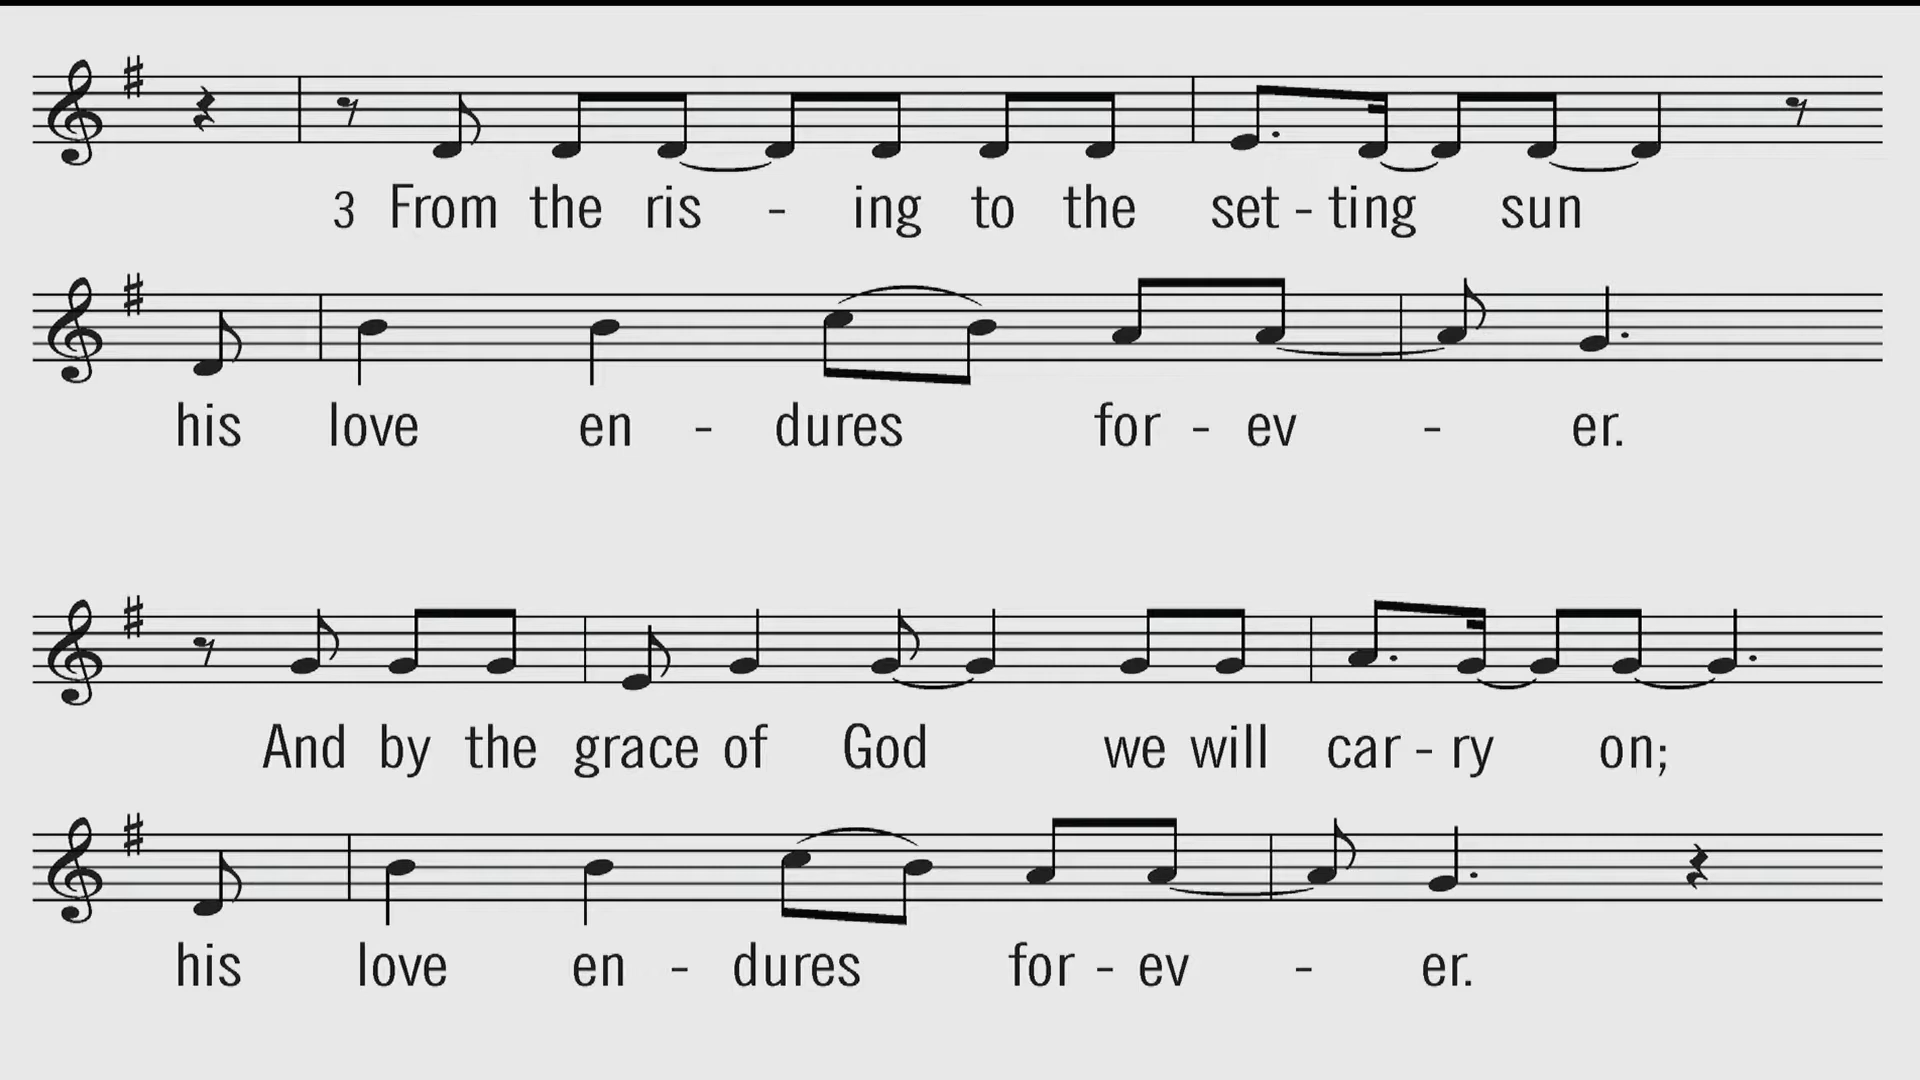 3 From the ris - ing to the set - ting sun
his love en - dures for - ev - er.
And by the grace of God we will car - ry on;
his love en - dures for - ev - er.